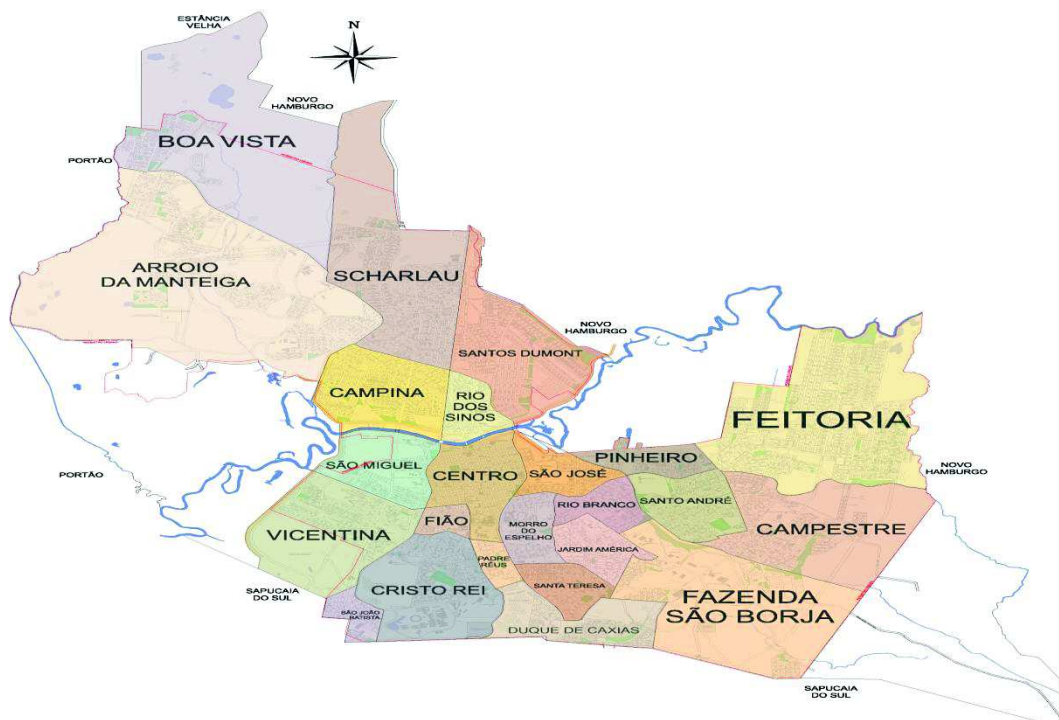 ESTÂNCIA
VELHA
N
NOVO
HAMBURGO
BOA VISTA
PORTÃO
ARROIO
DA MANTEIGA
SCHARLAU
NOVO
HAMBURGO
SANTOS DUMONT
CAMPINA
RIO
DOS
SINOS
FEITORIA
SÃO MIGUEL
CENTRO
SÃO JOSÉ
PINHEIRO
NOVO
HAMBURGO
PORTÃO
SANTO ANDRÉ
RIO BRANCO
VICENTINA
FIÃO
MORRO
DO
ESPELHO
CAMPESTRE
JARDIM AMÉRICA
PADRE
RÉUS
SAPUCAIA
DO SUL
CRISTO REI
SANTA TERESA
FAZENDA
SÃO BORJA
SÃO JOÃO
BATISTA
DUQUE DE CAXIAS
SAPUCAIA
DO SUL